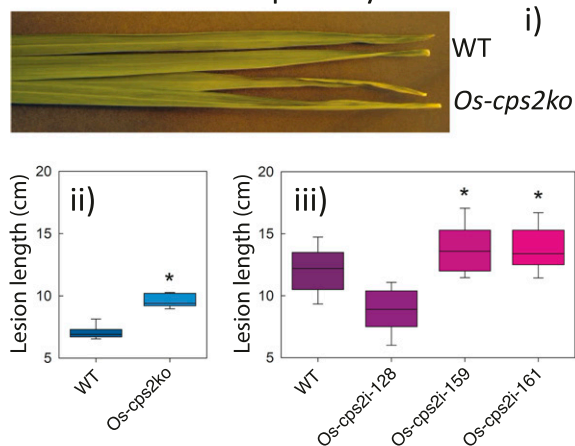 i)
WT
Os-cps2ko
ii)
Lesion length (cm)
20
15
10
5
*
WT
Os-cps2ko
iii)
Lesion length (cm)
20
15
10
5
*
*
WT
Os-cps2i-128
Os-cps2i-159
Os-cps2i-161